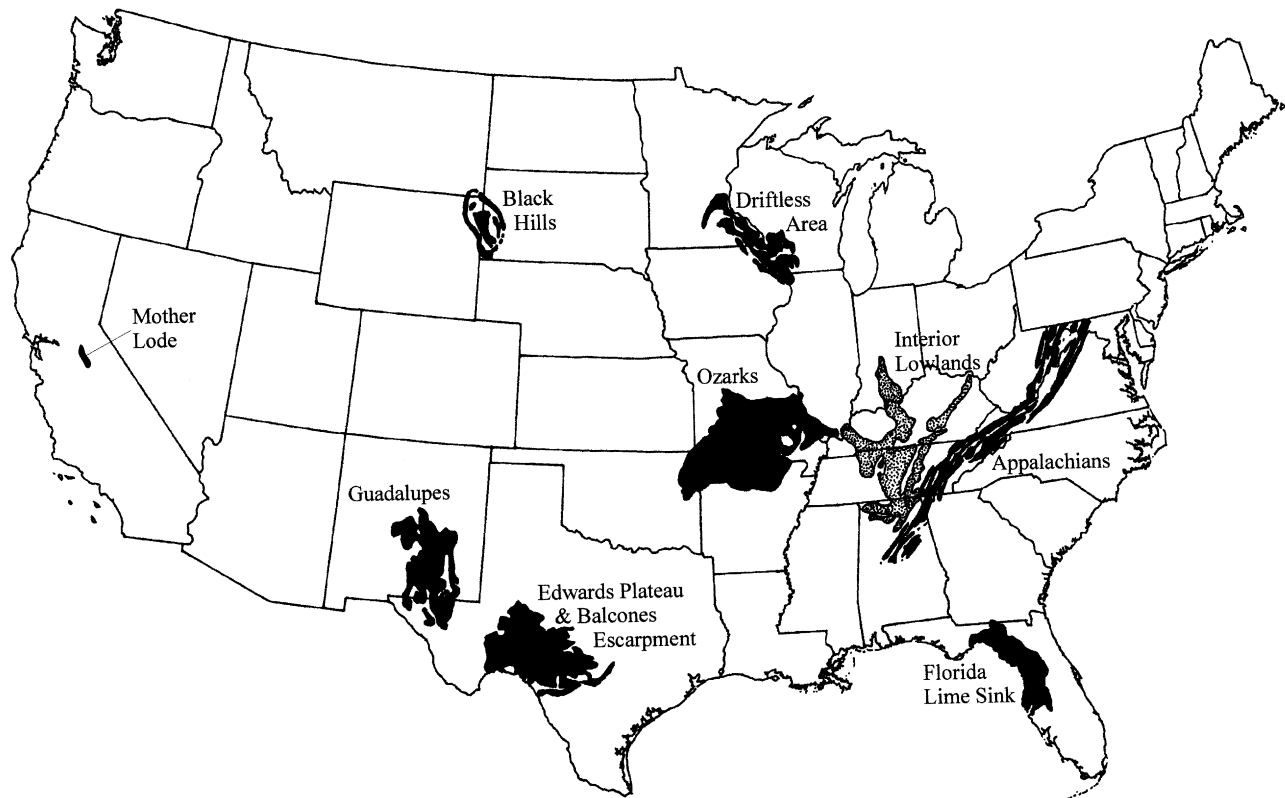 Black
Hills
Driftless
Area
Mother
Lode
Interior
Lowlands
Ozarks
Appalachians
Guadalupes
Edwards Plateau
& Balcones
Escarpment
Florida
Lime Sink